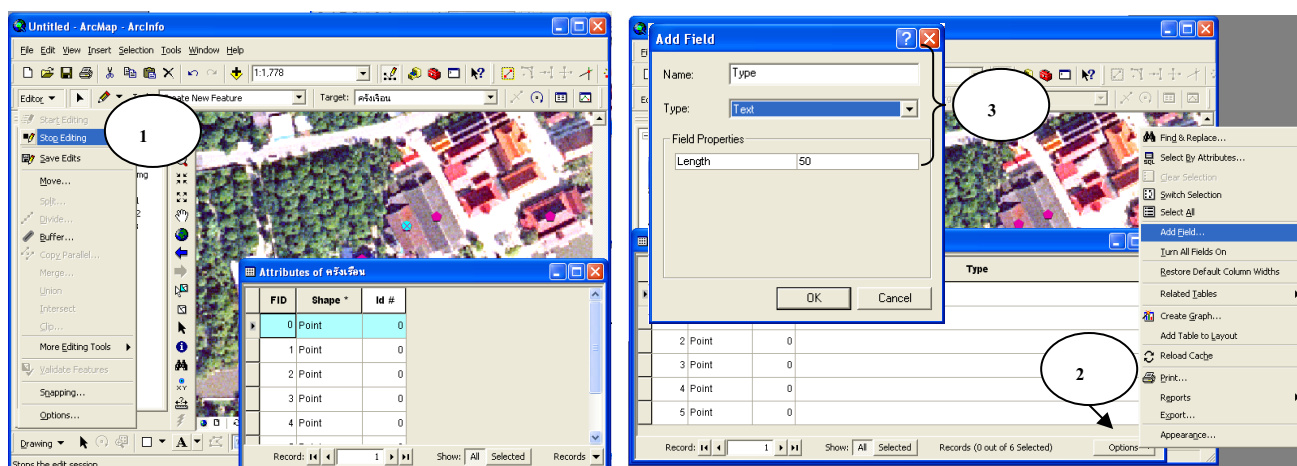 Untitled - ArcMap - ArcInfo
File Edit View Insert Selection Tools Window Help
1:1,778
Editor
Create New Feature
Target:
ครัวเรือน
Start Editing
Stop Editing
1
Save Edits
Move...
Split...
Divide...
Buffer...
Copy Parallel...
Merge...
Union
Intersect
Clip...
More Editing Tools
Validate Features
Snapping...
Options...
Drawing
A
Stops the edit session
Attributes of ครัวเรือน
FID Shape * Id #
0 Point 0
1 Point 0
2 Point 0
3 Point 0
4 Point 0
Record: 1 Show: All Selected Records
Add Field
Name: Type
Type: Text
Field Properties
Length 50
OK Cancel
3
Find & Replace...
Select By Attributes...
Clear Selection
Switch Selection
Select All
Add Field...
Turn All Fields On
Restore Default Column Widths
Related Tables
Create Graph...
Add Table to Layout
Reload Cache
Print...
Reports
Export...
Appearance...
Type
2 Point 0
3 Point 0
4 Point 0
5 Point 0
2
Record: 1 Show: All Selected Records (0 out of 6 Selected) Options